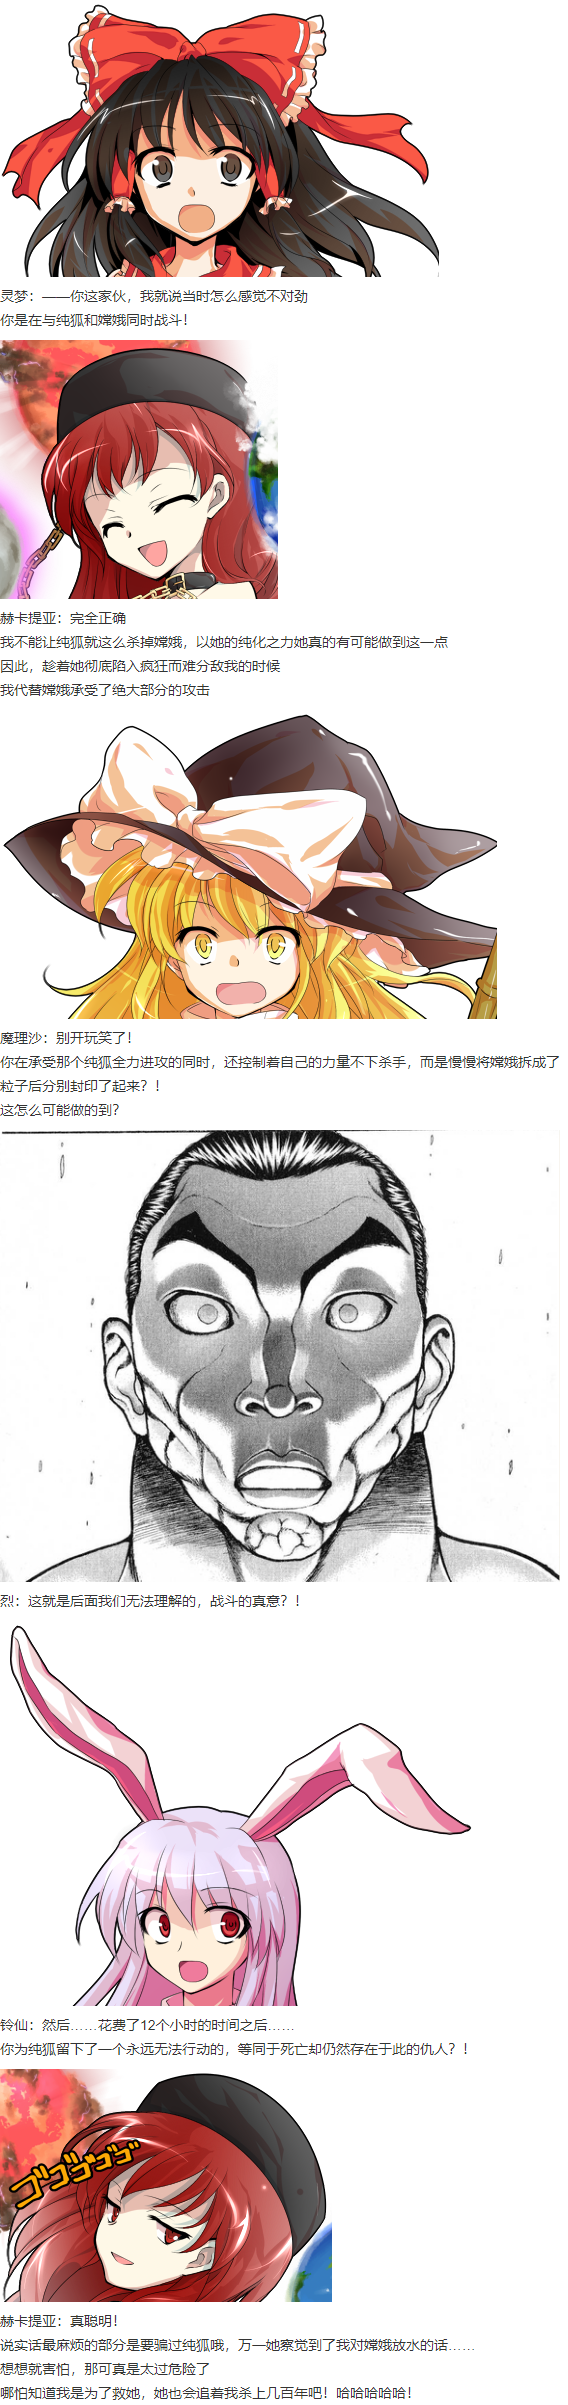 灵梦：——你这家伙，我就说当时怎么感觉不对劲
你是在与纯狐和嫦娥同时战斗！
赫卡提亚：完全正确
我不能让纯狐就这么杀掉嫦娥，以她的纯化之力她真的有可能做到这一点
因此，趁着她彻底陷入疯狂而难分敌我的时候
我代替嫦娥承受了绝大部分的攻击
魔理沙：别开玩笑了！
你在承受那个纯狐全力进攻的同时，还控制着自己的力量不下杀手，而是慢慢将嫦娥拆成了
粒子后分别封印了起来？！
这怎么可能做的到？
烈：这就是后面我们无法理解的，战斗的真意？！
铃仙：然后……花费了12个小时的时间之后……
你为纯狐留下了一个永远无法行动的，等同于死亡却仍然存在于此的仇人？！
ゴゴゴゴゴ
赫卡提亚：真聪明！
说实话最麻烦的部分是要骗过纯狐哦，万一她察觉到了我对嫦娥放水的话……
想想就害怕，那可真是太过危险了
哪怕知道我是为了救她，她也会追着我杀上几百年吧！哈哈哈哈哈！